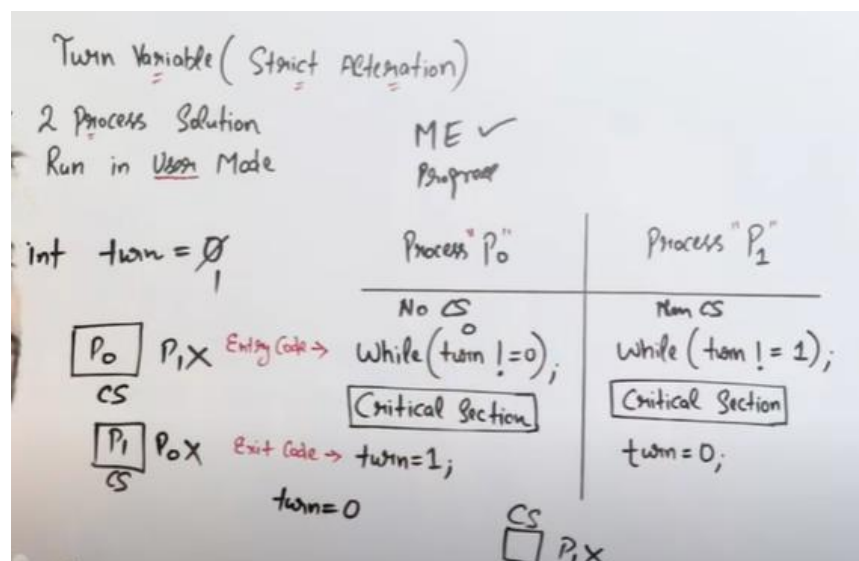 Turn Variable (Strict Alteration)
2 Process Solution
Run in User Mode
ME ✓
Progress
int turn = 0
1
Process "P0"
Process "P1"
No CS
Non CS
0
P0 P1X Entry Code → while(turn != 0);
while(turn != 1);
CS
Critical Section
Critical Section
P1 P0X Exit Code → turn=1;
turn=0;
CS
turn=0
CS
P1X